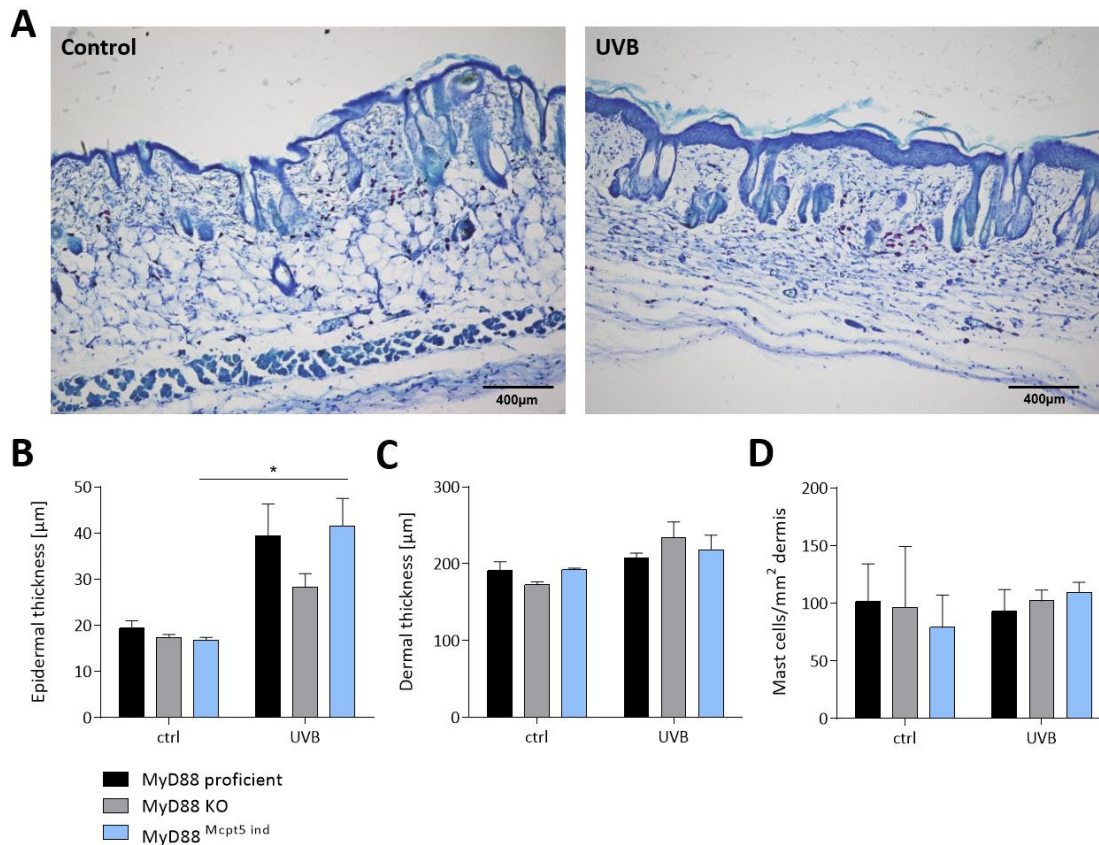 A
Control
UVB
400µm
400µm
B
*
Epidermal thickness [µm]
50
40
30
20
10
0
ctrl
UVB
C
Dermal thickness [µm]
300
200
100
0
ctrl
UVB
D
Mast cells/mm² dermis
200
150
100
50
0
ctrl
UVB
MyD88 proficient
MyD88 KO
MyD88 Mcpt5 ind